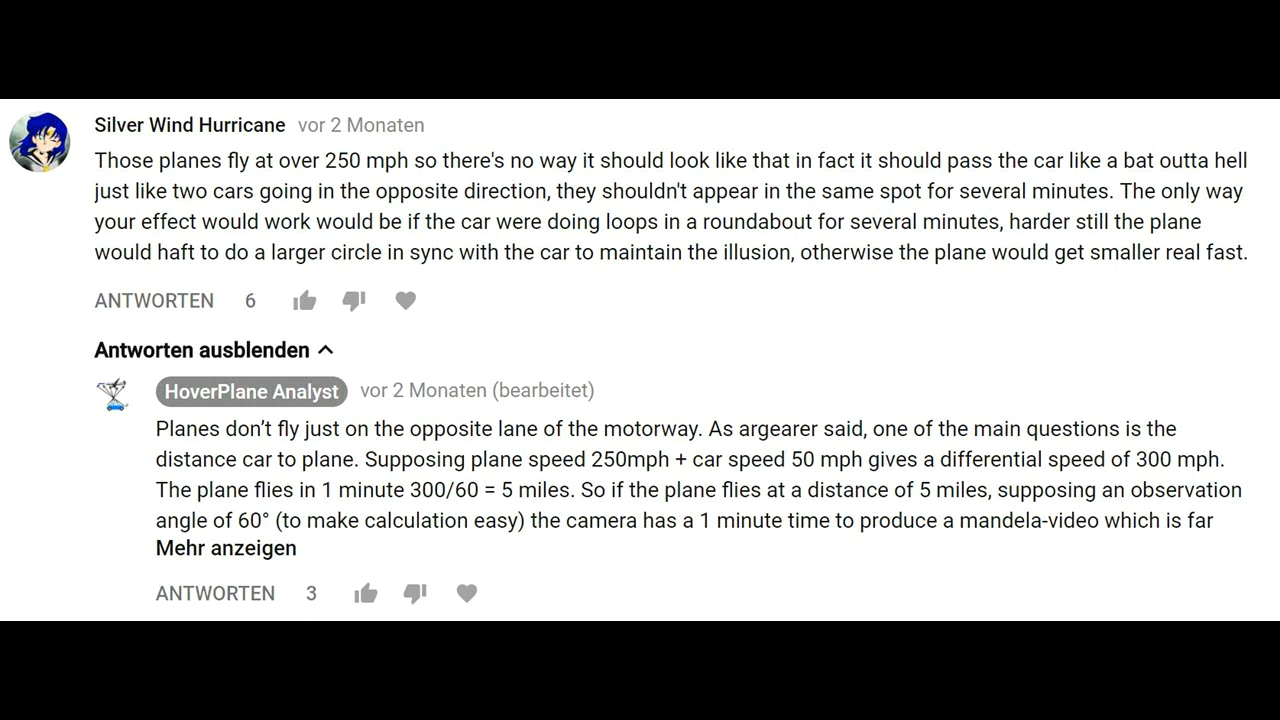 Silver Wind Hurricane vor 2 Monaten
Those planes fly at over 250 mph so there's no way it should look like that in fact it should pass the car like a bat outta hell
just like two cars going in the opposite direction, they shouldn't appear in the same spot for several minutes. The only way
your effect would work would be if the car were doing loops in a roundabout for several minutes, harder still the plane
would haft to do a larger circle in sync with the car to maintain the illusion, otherwise the plane would get smaller real fast.
ANTWORTEN 6
Antworten ausblenden
HoverPlane Analyst vor 2 Monaten (bearbeitet)
Planes don’t fly just on the opposite lane of the motorway. As argearer said, one of the main questions is the
distance car to plane. Supposing plane speed 250mph + car speed 50 mph gives a differential speed of 300 mph.
The plane flies in 1 minute 300/60 = 5 miles. So if the plane flies at a distance of 5 miles, supposing an observation
angle of 60° (to make calculation easy) the camera has a 1 minute time to produce a mandela-video which is far
Mehr anzeigen
ANTWORTEN 3